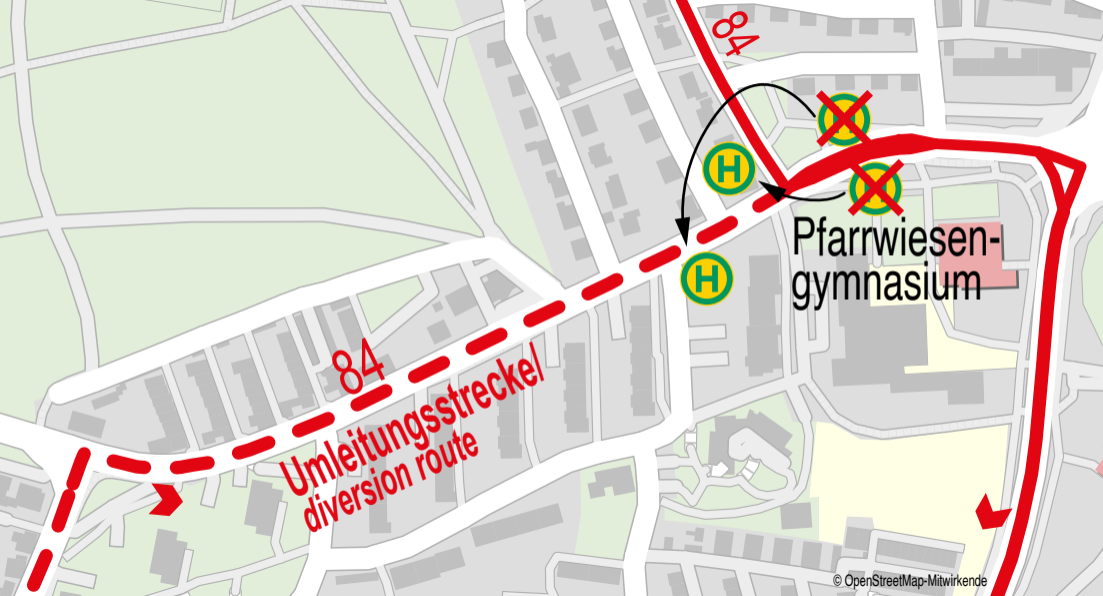 84
H
H
H
H
Pfarrwiesen-
gymnasium
84
Umleitungsstrecke/
diversion route
© OpenStreetMap-Mitwirkende